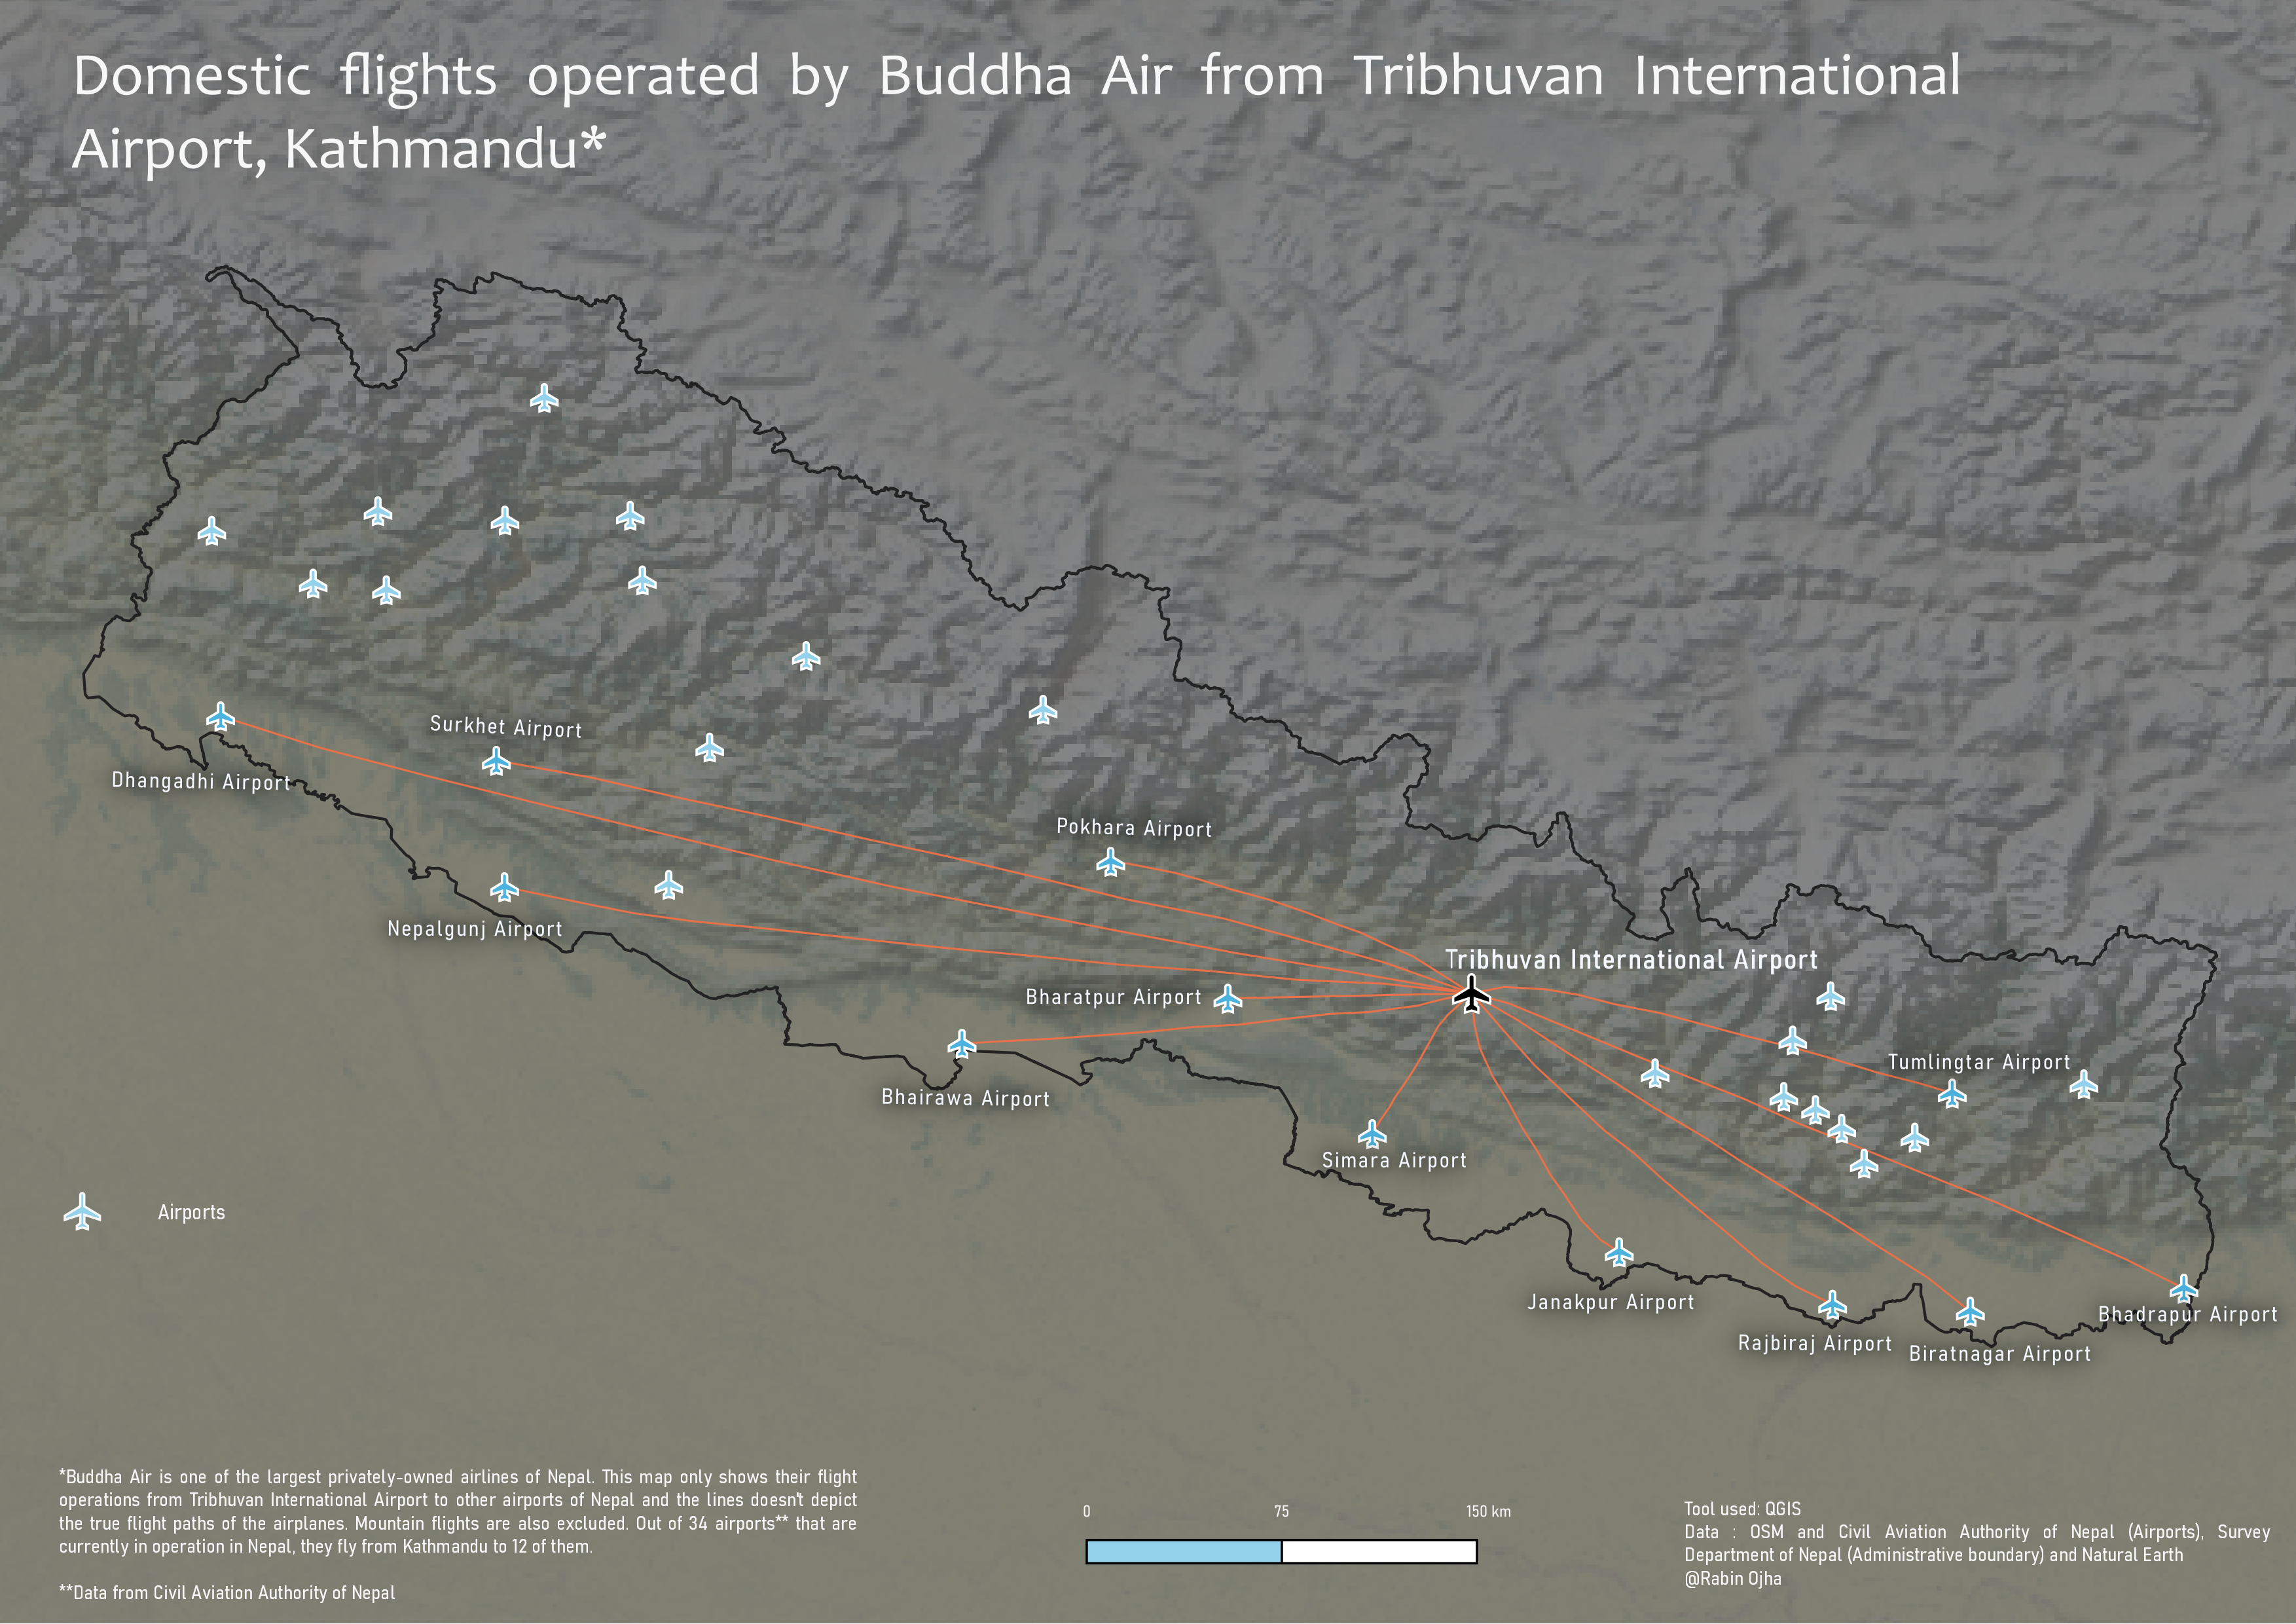 Domestic flights operated by Buddha Air from Tribhuvan International
Airport, Kathmandu*
Surkhet Airport
Dhangadhi Airport
Pokhara Airport
Nepalgunj Airport
Tribhuvan International Airport
Bharatpur Airport
Tumlingtar Airport
Bhairawa Airport
Simara Airport
Airports
Janakpur Airport
Bhadrapur Airport
Rajbiraj Airport
Biratnagar Airport
*Buddha Air is one of the largest privately-owned airlines of Nepal. This map only shows their flight
operations from Tribhuvan International Airport to other airports of Nepal and the lines doesn't depict
the true flight paths of the airplanes. Mountain flights are also excluded. Out of 34 airports** that are
currently in operation in Nepal, they fly from Kathmandu to 12 of them.
**Data from Civil Aviation Authority of Nepal
0 75 150 km
Tool used: QGIS
Data : OSM and Civil Aviation Authority of Nepal (Airports), Survey
Department of Nepal (Administrative boundary) and Natural Earth
@Rabin Ojha